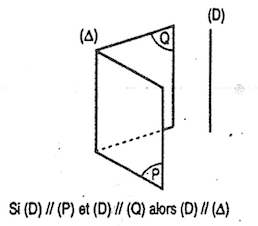 (D)
(Δ)
Q
P
Si (D) // (P) et (D) // (Q) alors (D) // (Δ)